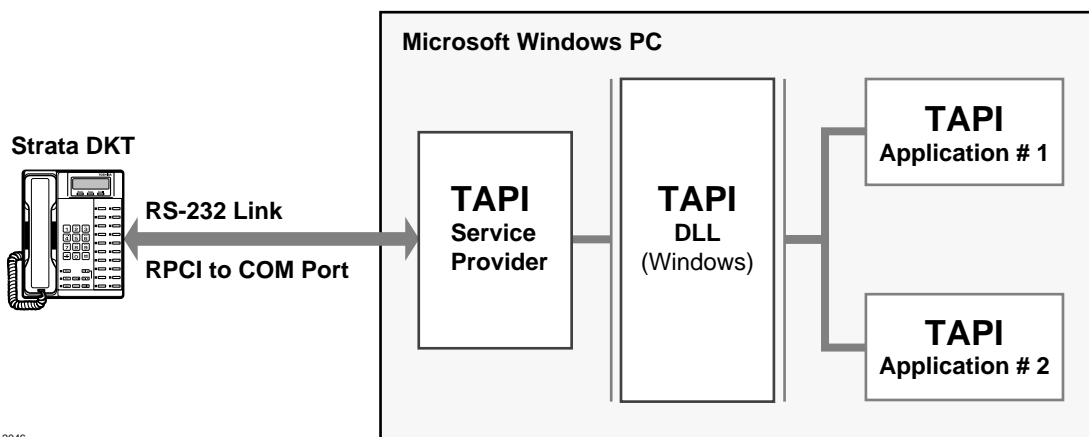 Microsoft Windows PC
Strata DKT
RS-232 Link
RPCI to COM Port
TAPI
Service
Provider
TAPI
DLL
(Windows)
TAPI
Application # 1
TAPI
Application # 2